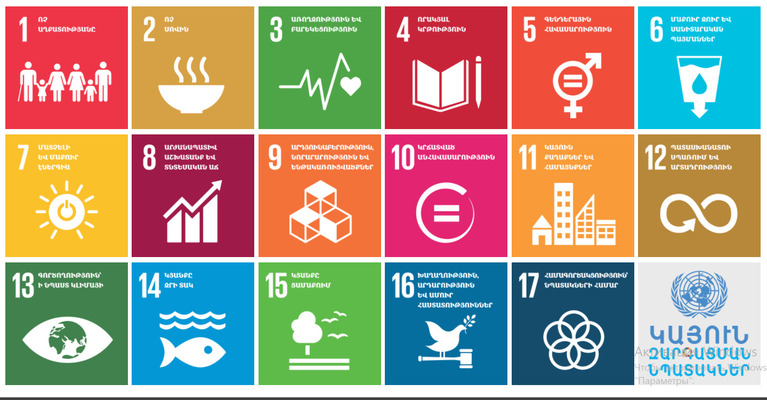 1 ՈՉ
ԱՂՔԱՏՈՒԹՅԱՆԸ
2 ՈՉ
ՍՈՎԻՆ
3 ԱՌՈՂՋՈՒԹՅՈՒՆ ԵՎ
ԲԱՐԵԿԵՑՈՒԹՅՈՒՆ
4 ՈՐԱԿՅԱԼ
ԿՐԹՈՒԹՅՈՒՆ
5 ԳԵՆԴԵՐԱՅԻՆ
ՀԱՎԱՍԱՐՈՒԹՅՈՒՆ
6 ՄԱՔՈՒՐ ՋՈՒՐ ԵՎ
ՍԱՆԻՏԱՐԱԿԱՆ
ՊԱՅՄԱՆՆԵՐ
7 ՄԱՏՉԵԼԻ
ԵՎ ՄԱՔՈՒՐ
ԷՆԵՐԳԻԱ
8 ԱՐԺԱՆԱՊԱՏԻՎ
ԱՇԽԱՏԱՆՔ ԵՎ
ՏՆՏԵՍԱԿԱՆ ԱՃ
9 ԱՐԴՅՈՒՆԱԲԵՐՈՒԹՅՈՒՆ,
ՆՈՐԱՐԱՐՈՒԹՅՈՒՆ ԵՎ
ԵՆԹԱԿԱՌՈՒՑՎԱԾՔՆԵՐ
10 ԿՐՃԱՏՎԱԾ
ԱՆՀԱՎԱՍԱՐՈՒԹՅՈՒՆ
11 ԿԱՅՈՒՆ
ՔԱՂԱՔՆԵՐ ԵՎ
ՀԱՄԱՅՆՔՆԵՐ
12 ՊԱՏԱՍԽԱՆԱՏՈՒ
ՍՊԱՌՈՒՄ ԵՎ
ԱՐՏԱԴՐՈՒԹՅՈՒՆ
13 ԳՈՐԾՈՂՈՒԹՅՈՒՆ՝
Ի ՆՊԱՍՏ ԿԼԻՄԱՅԻ
14 ԿՅԱՆՔԸ
ՋՐԻ ՏԱԿ
15 ԿՅԱՆՔԸ
ՑԱՄԱՔՈՒՄ
16 ԽԱՂԱՂՈՒԹՅՈՒՆ,
ԱՐԴԱՐՈՒԹՅՈՒՆ
ԵՎ ԱՄՈՒՐ
ՀԱՍՏԱՏՈՒԹՅՈՒՆՆԵՐ
17 ՀԱՄԱԳՈՐԾԱԿՑՈՒԹՅՈՒՆ՝
ՆՊԱՏԱԿՆԵՐԻ ՀԱՄԱՐ
ԿԱՅՈՒՆ
ԶԱՐԳԱՑՄԱՆ
ՆՊԱՏԱԿՆԵՐ
"Параметры".